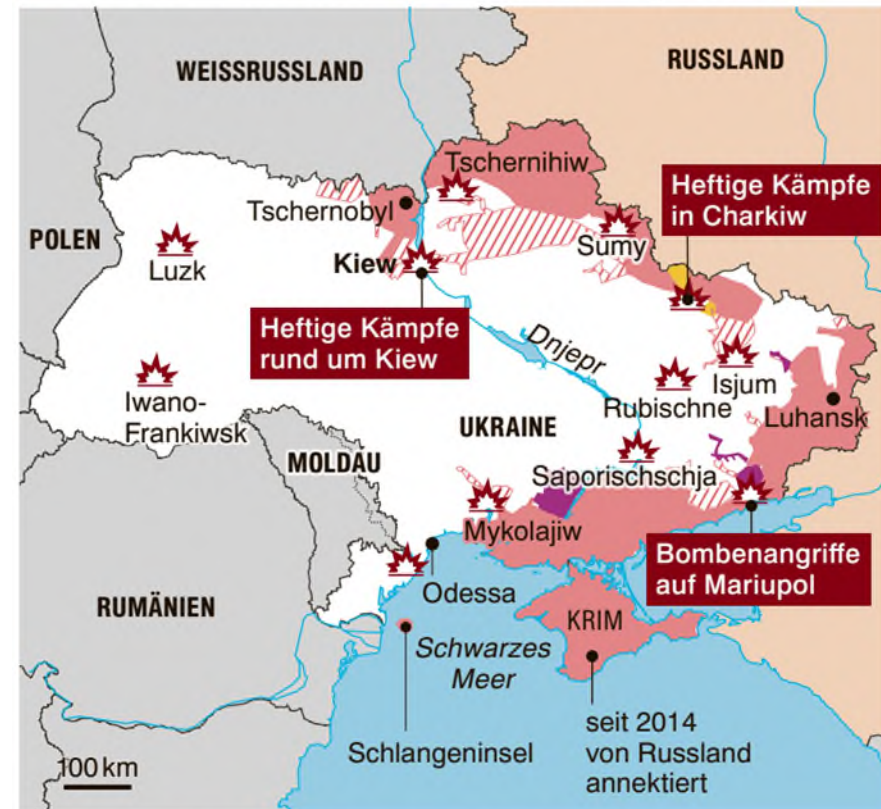 WEISSRUSSLAND
RUSSLAND
Tschernihiw
Heftige Kämpfe
in Charkiw
Tschernobyl
POLEN
Sumy
Luzk
Kiew
Heftige Kämpfe
rund um Kiew
Dnjepr
Isjum
Iwano-
Frankiwsk
Rubischne
Luhansk
UKRAINE
MOLDAU
Saporischschja
Mykolajiw
Bombenangriffe
auf Mariupol
Odessa
RUMÄNIEN
KRIM
Schwarzes
Meer
Schlangeninsel
seit 2014
von Russland
annektiert
100 km